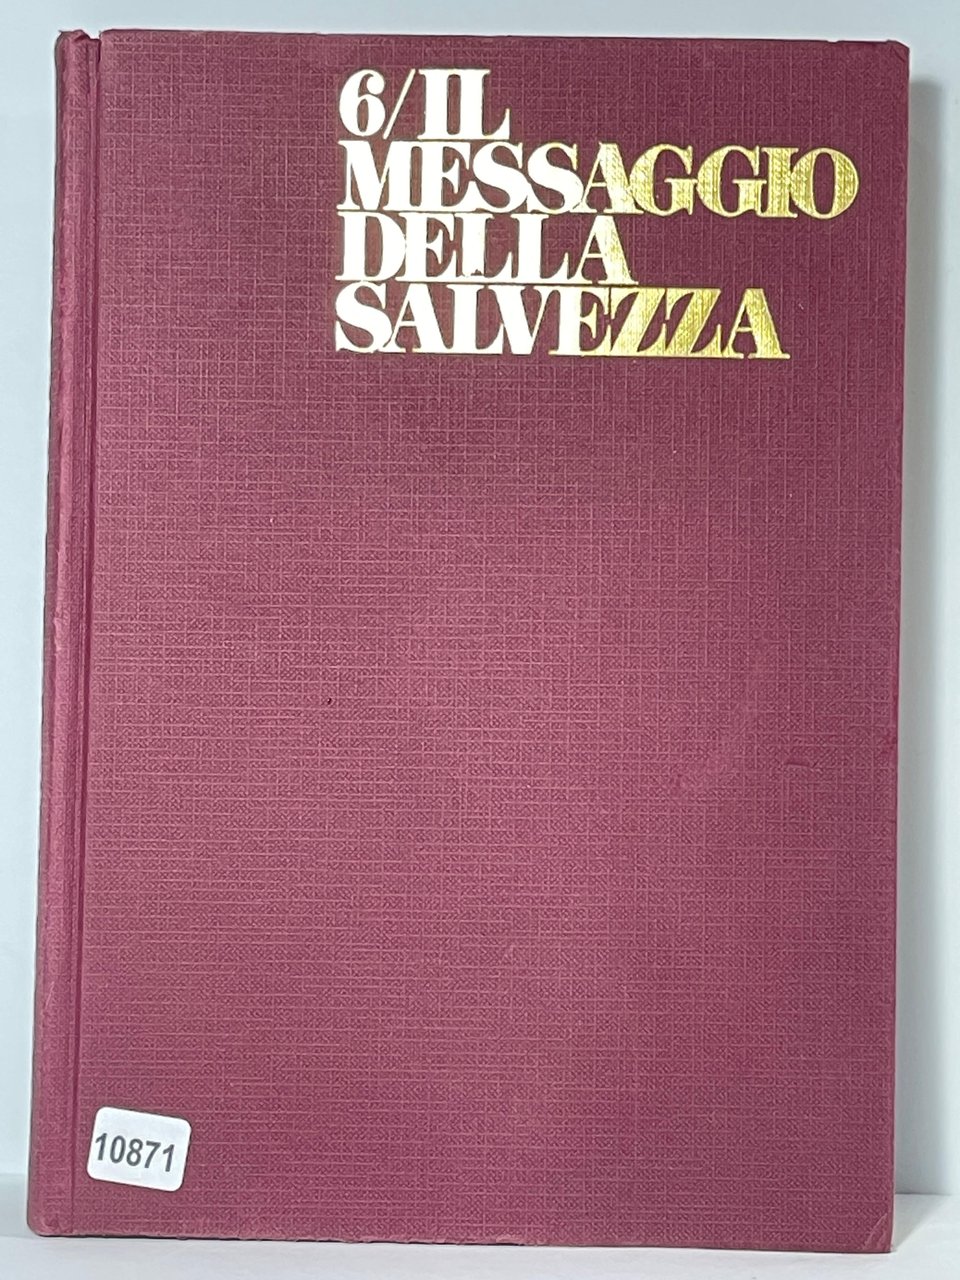 6/IL
MESSAGGIO
DELLA
SALVEZZA
10871